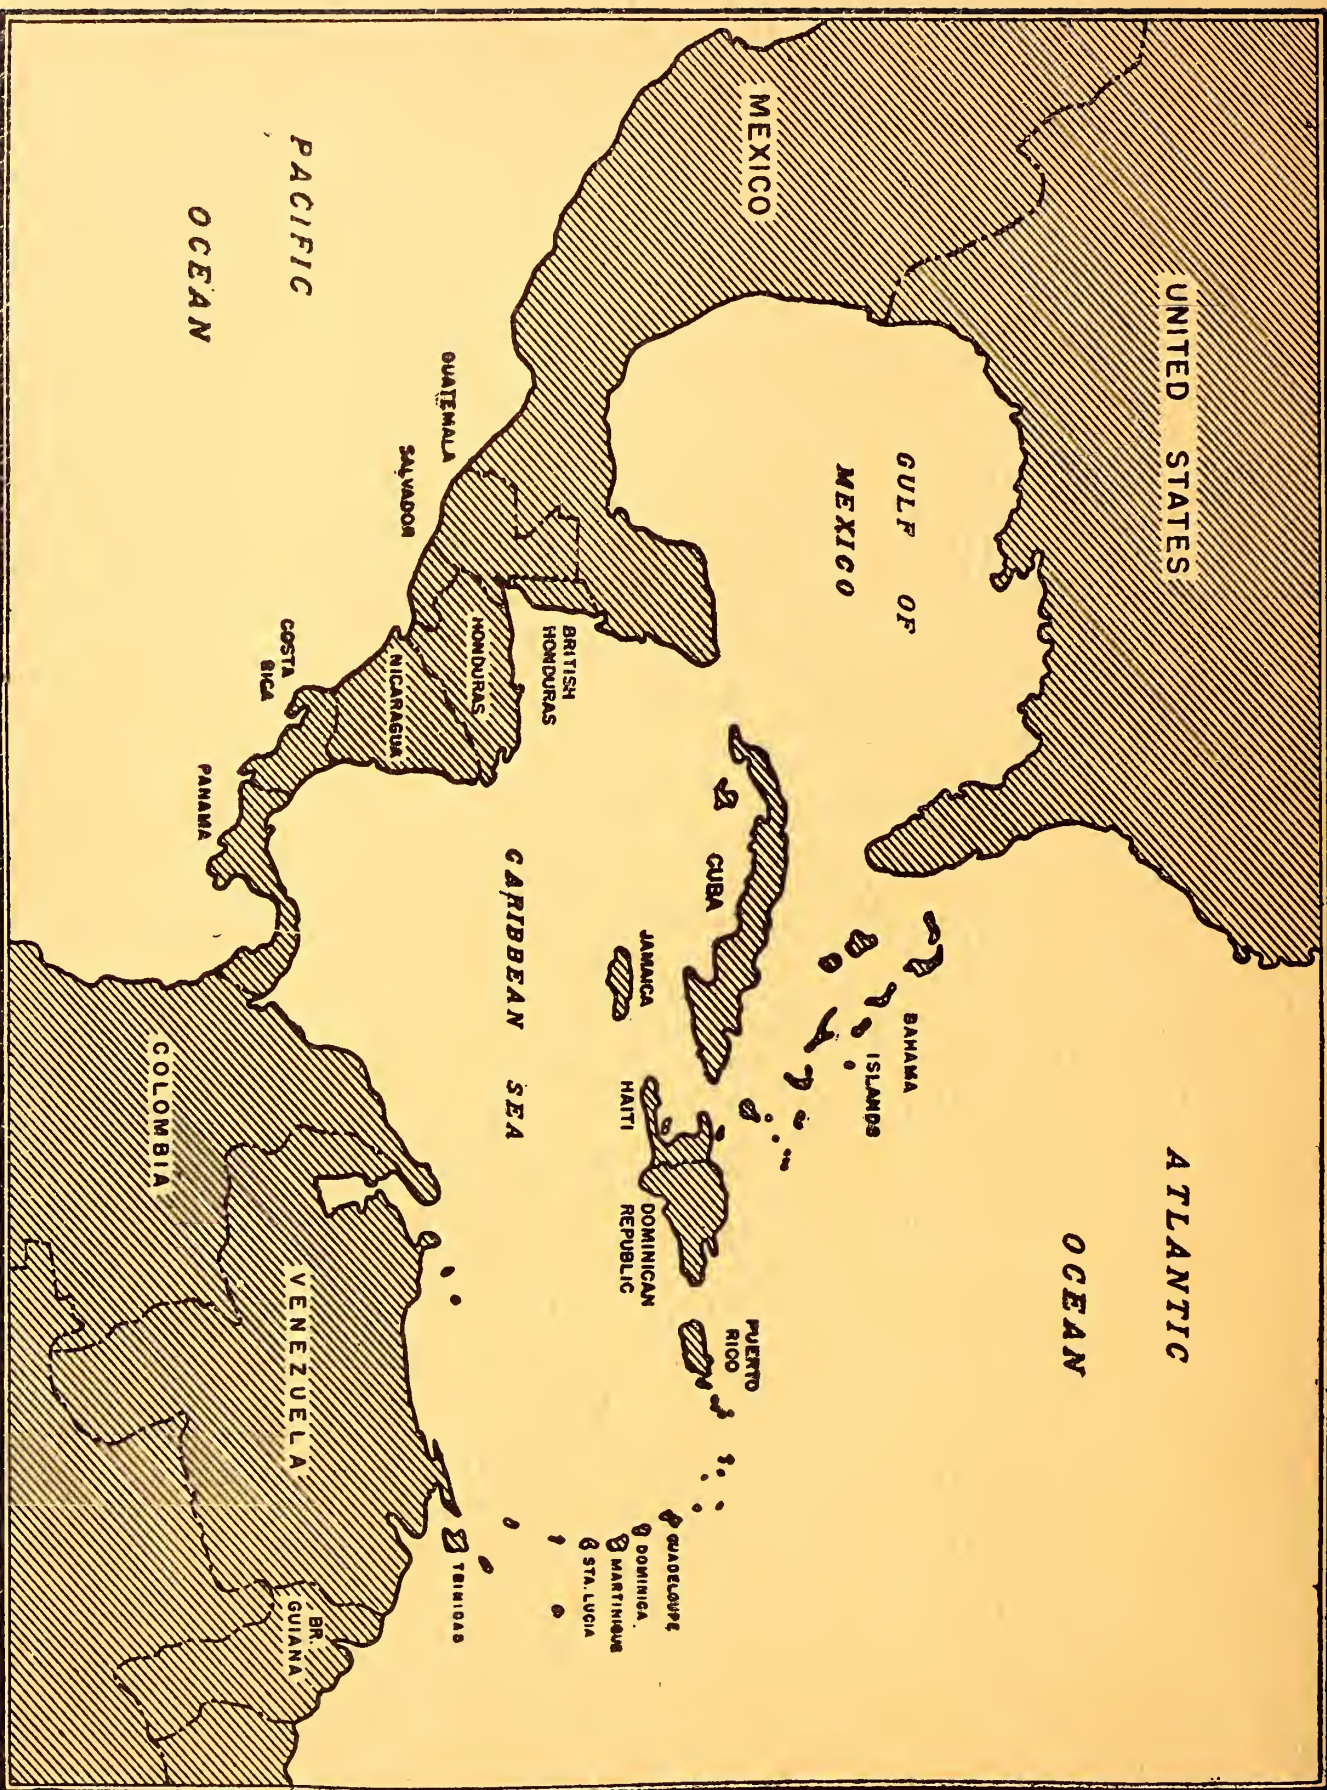 UNITED STATES
MEXICO
GULF OF
MEXICO
ATLANTIC
OCEAN
PACIFIC
OCEAN
BAHAMA
ISLANDS
CUBA
JAMAICA
HAITI
DOMINICAN
REPUBLIC
PUERTO
RICO
GUADELOUPE
DOMINICA
MARTINIQUE
STA. LUCIA
TRINIDAD
CARIBBEAN SEA
BRITISH
HONDURAS
GUATEMALA
SALVADOR
HONDURAS
NICARAGUA
COSTA
RICA
PANAMA
COLOMBIA
VENEZUELA
BR.
GUIANA